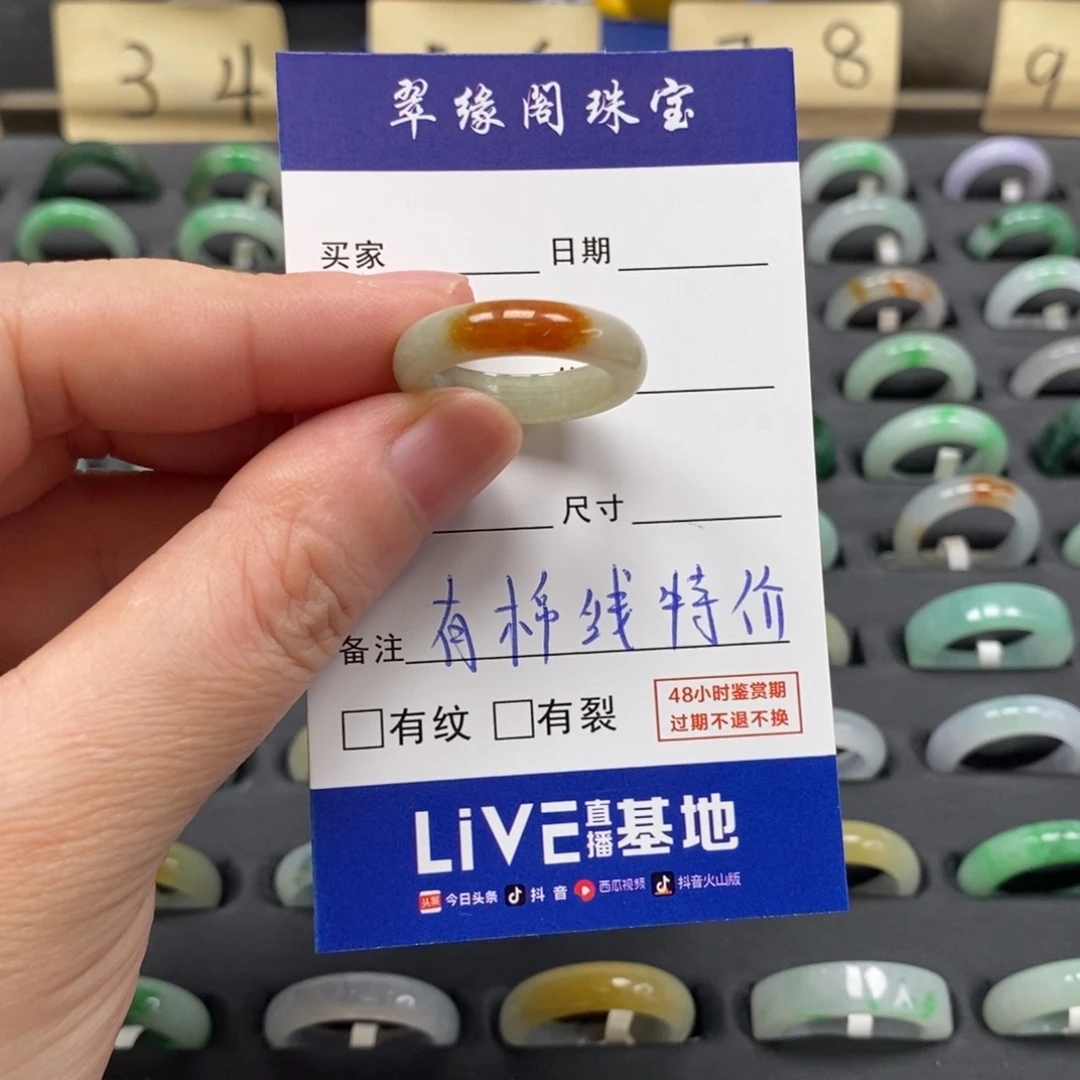 3 4
8
9
翠缘阁珠宝
买家 日期
尺寸
备注 有棉线特价
有纹 有裂
48小时鉴赏期
过期不退不换
LiVE直播基地
头条 今日头条 抖音 西瓜视频 抖音火山版